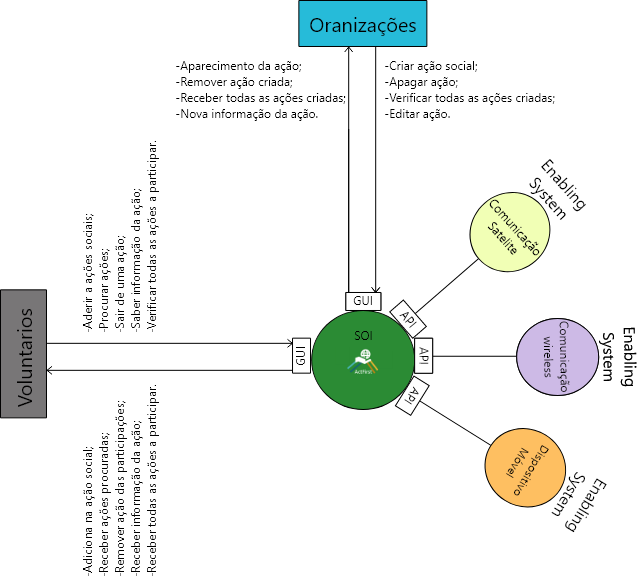 Oranizações
-Aparecimento da ação;
-Remover ação criada;
-Receber todas as ações criadas;
-Nova informação da ação.
-Criar ação social;
-Apagar ação;
-Verificar todas as ações criadas;
-Editar ação.
Enabling
System
Comunicação
Satelite
-Aderir a ações sociais;
-Procurar ações;
-Sair de uma ação;
-Saber informação da ação;
-Verificar todas as ações a participar.
Voluntarios
GUI
API
SOI
GUI
API
API
ActFirst
Comunicação
wireless
Enabling
System
-Adiciona na ação social;
-Receber ações procuradas;
-Remover ação das participações;
-Receber informação da ação;
-Receber todas as ações a participar.
Dispositivo
Móvel
Enabling
System